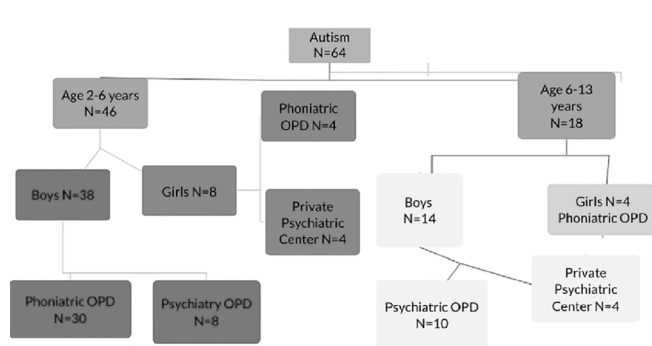 Autism
N=64
Age 2-6 years
N=46
Age 6-13
years
N=18
Phoniatric
OPD N=4
Boys N=38
Girls N=8
Private
Psychiatric
Center N=4
Boys
N=14
Girls N=4
Phoniatric OPD
Phoniatric OPD
N=30
Psychiatry OPD
N=8
Psychiatric OPD
N=10
Private
Psychiatric
Center N=4